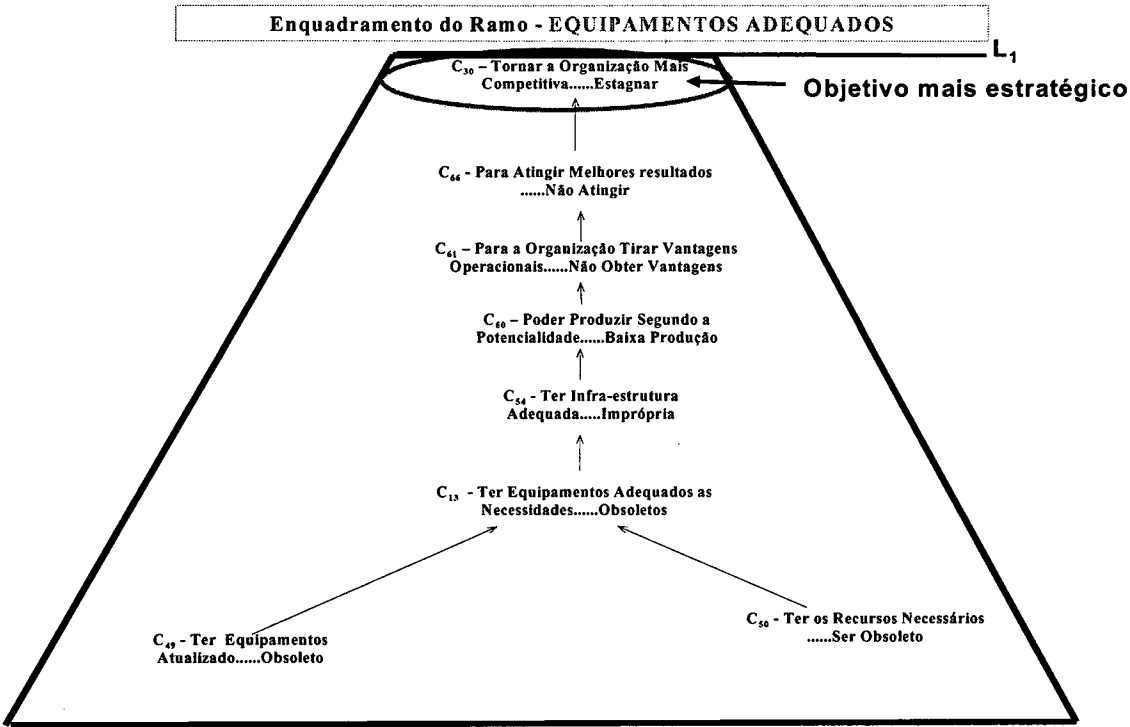 Enquadramento do Ramo - EQUIPAMENTOS ADEQUADOS
L₁
C₃₀ – Tornar a Organização Mais
Competitiva......Estagnar
Objetivo mais estratégico
C₆₆ - Para Atingir Melhores resultados
......Não Atingir
C₆₁ – Para a Organização Tirar Vantagens
Operacionais......Não Obter Vantagens
C₆₀ – Poder Produzir Segundo a
Potencialidade......Baixa Produção
C₅₄ – Ter Infra-estrutura
Adequada.....Imprópria
C₁₃ - Ter Equipamentos Adequados as
Necessidades......Obsoletos
C₄₉ - Ter Equipamentos
Atualizado......Obsoleto
C₅₀ - Ter os Recursos Necessários
......Ser Obsoleto